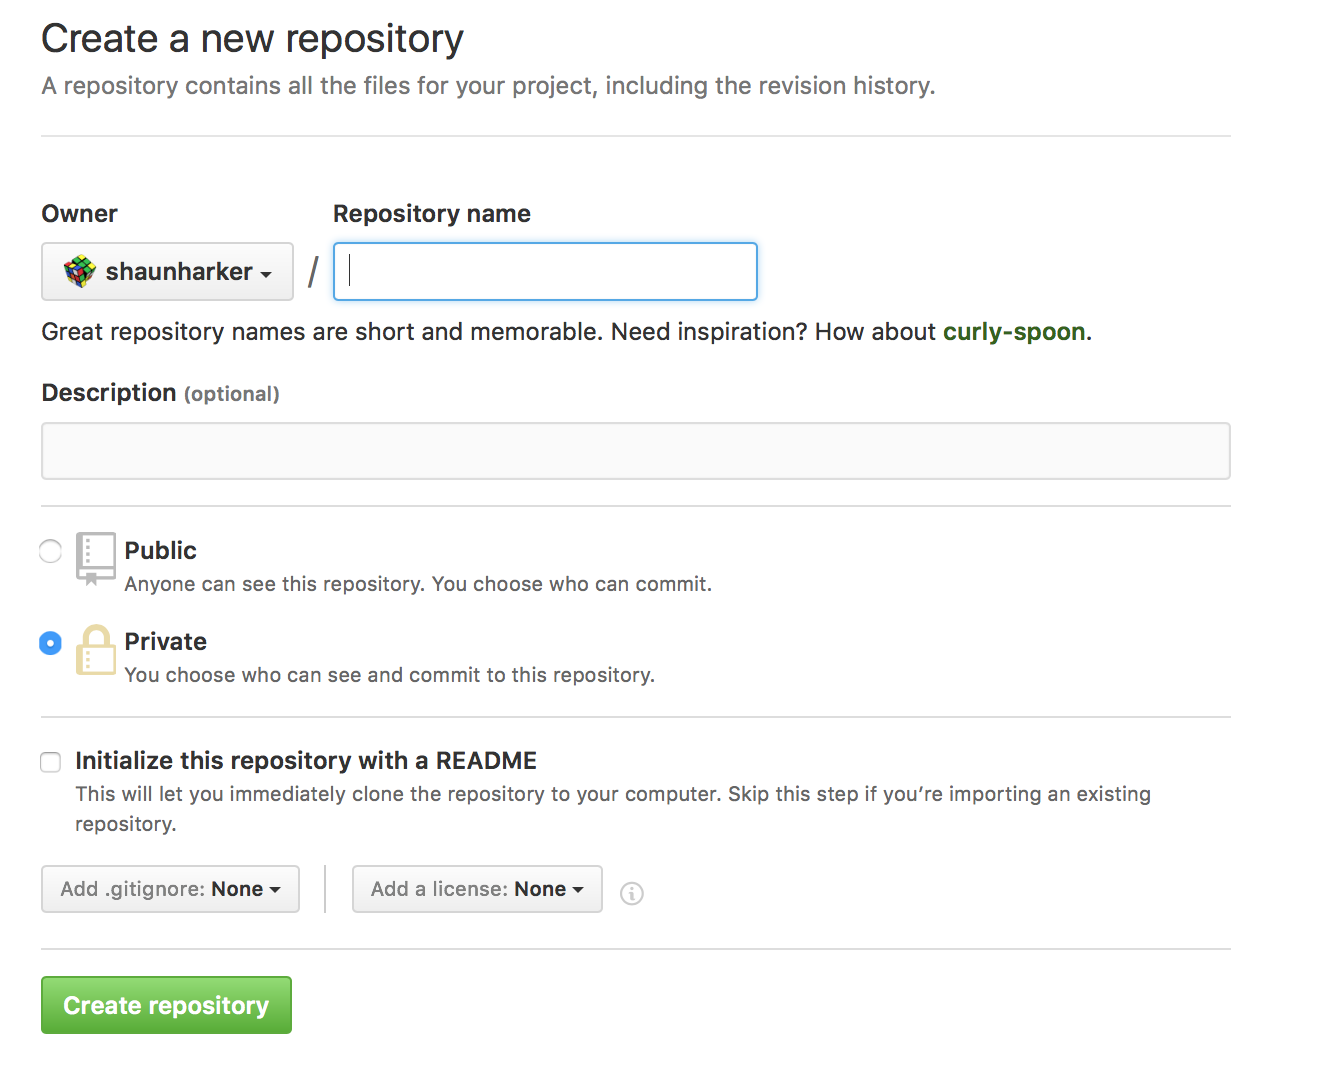 Create a new repository
A repository contains all the files for your project, including the revision history.
Owner
Repository name
shaunharker
/
Great repository names are short and memorable. Need inspiration? How about curly-spoon.
Description (optional)
Public
Anyone can see this repository. You choose who can commit.
Private
You choose who can see and commit to this repository.
Initialize this repository with a README
This will let you immediately clone the repository to your computer. Skip this step if you’re importing an existing
repository.
Add .gitignore: None
Add a license: None
Create repository